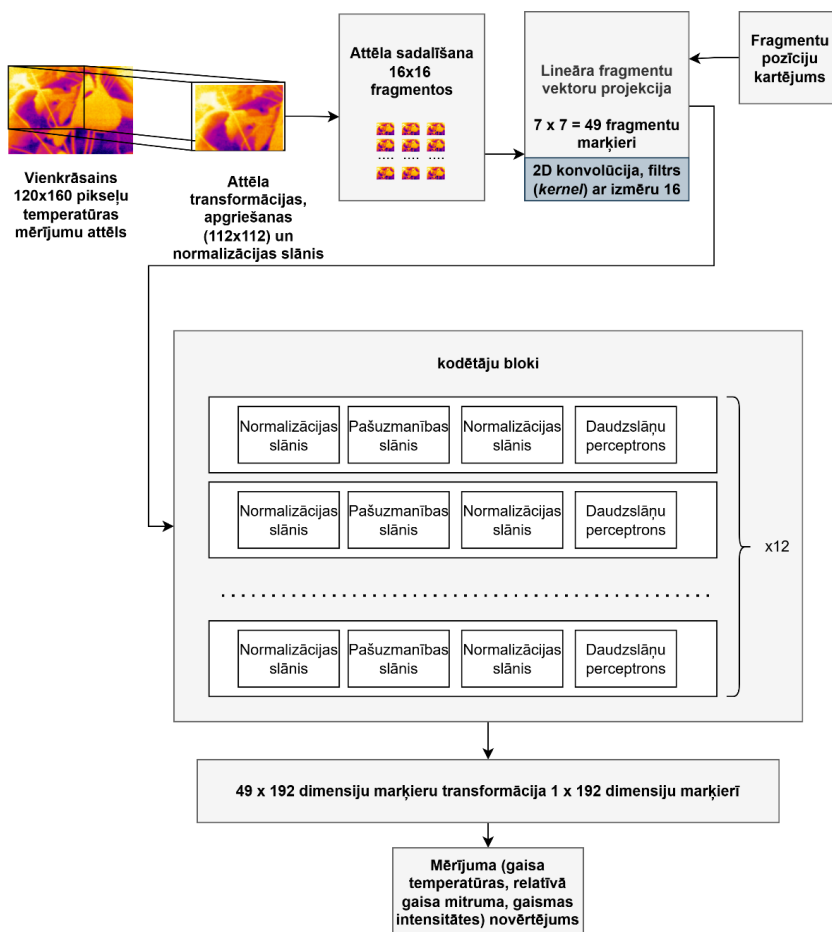 Vienkrāsains
120x160 pikseļu
temperatūras
mērījumu attēls
Attēla
transformācijas,
apgriešanas
(112x112) un
normalizācijas slānis
Attēla sadalīšana
16x16
fragmentos
....
....
....
Lineāra fragmentu
vektoru projekcija
7 x 7 = 49 fragmentu
marķieri
2D konvolūcija, filtrs
(kernel) ar izmēru 16
Fragmentu
pozīciju
kartējums
kodētāju bloki
Normalizācijas
slānis
Pašuzmanības
slānis
Normalizācijas
slānis
Daudzslāņu
perceptrons
Normalizācijas
slānis
Pašuzmanības
slānis
Normalizācijas
slānis
Daudzslāņu
perceptrons
x12
Normalizācijas
slānis
Pašuzmanības
slānis
Normalizācijas
slānis
Daudzslāņu
perceptrons
49 x 192 dimensiju marķieru transformācija 1 x 192 dimensiju marķierī
Mērījuma (gaisa
temperatūras, relatīvā
gaisa mitruma, gaismas
intensitātes) novērtējums